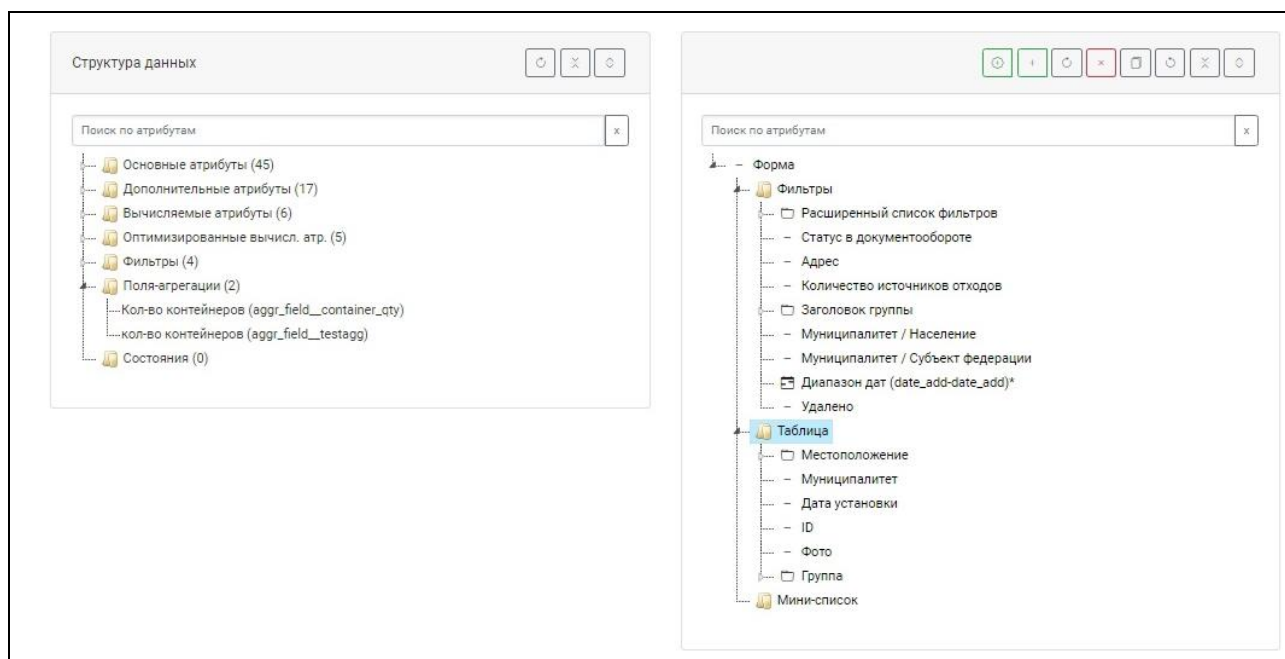 Структура данных
Поиск по атрибутам
x
Основные атрибуты (45)
Дополнительные атрибуты (17)
Вычисляемые атрибуты (6)
Оптимизированные вычисл. атр. (5)
Фильтры (4)
Поля-агрегации (2)
Кол-во контейнеров (aggr_field__container_qty)
кол-во контейнеров (aggr_field__testagg)
Состояния (0)
Поиск по атрибутам
x
Форма
Фильтры
Расширенный список фильтров
Статус в документообороте
Адрес
Количество источников отходов
Заголовок группы
Муниципалитет / Население
Муниципалитет / Субъект федерации
Диапазон дат (date_add-date_add)*
Удалено
Таблица
Местоположение
Муниципалитет
Дата установки
ID
Фото
Группа
Мини-список